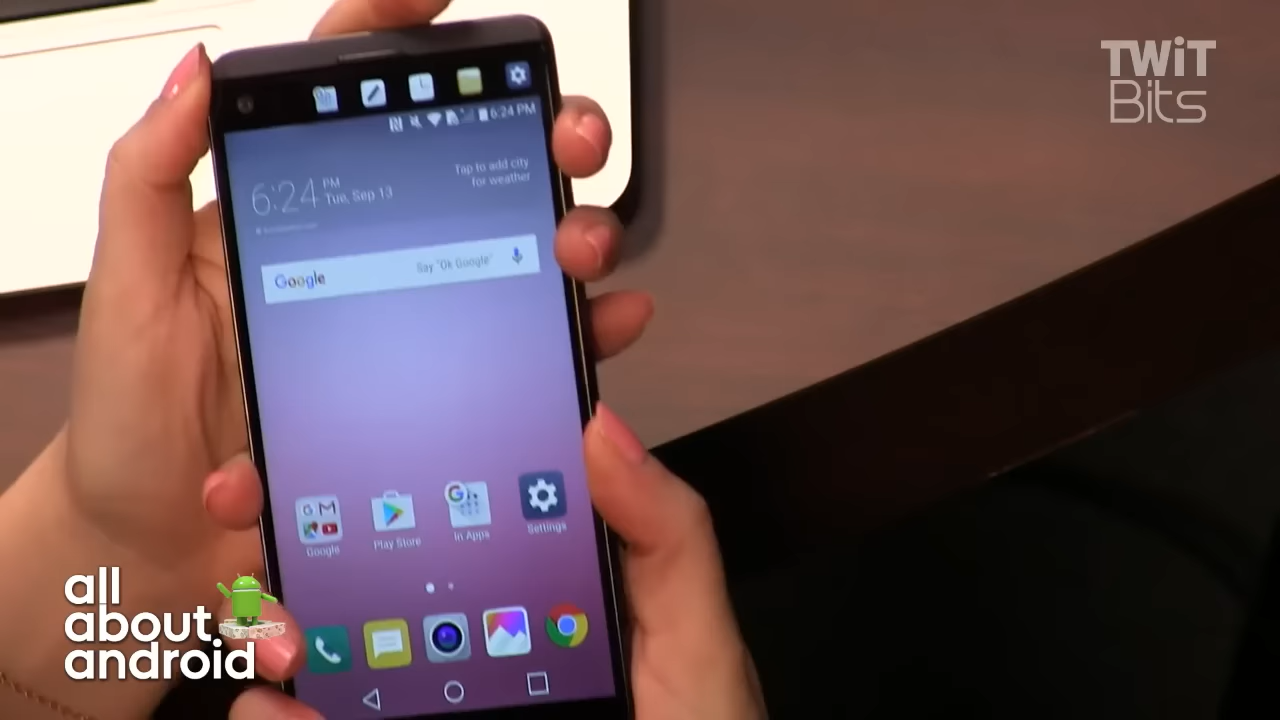 TWiT
Bits
6:24 PM
6:24 PM
Tue, Sep 13
Tap to add city
for weather
Google
Say "Ok Google"
Google
Play Store
In Apps
Settings
all
about
android